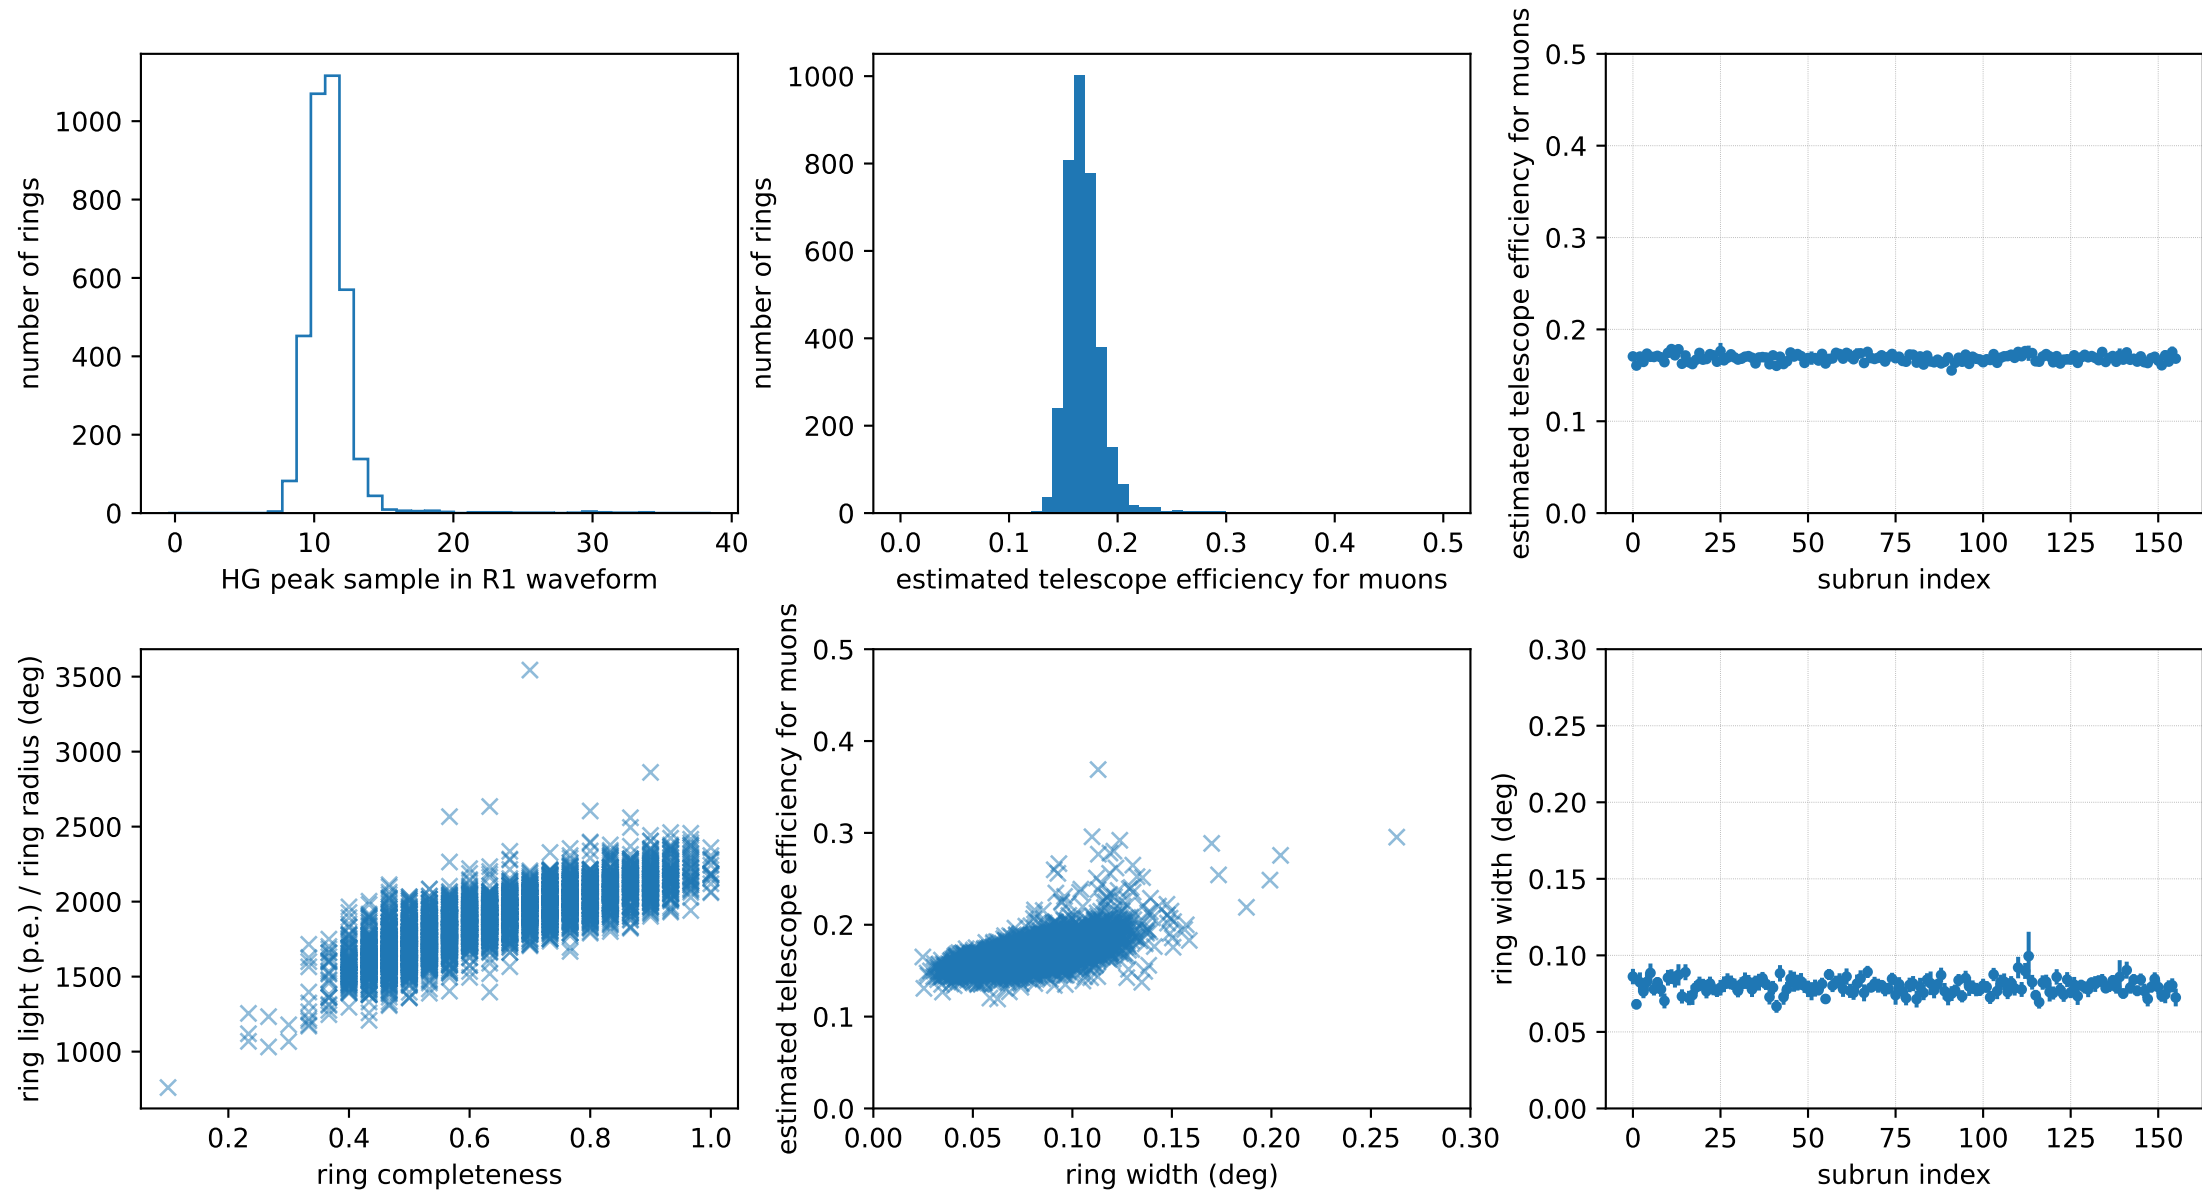 number of rings
1000
800
600
400
200
0
0 10 20 30 40
HG peak sample in R1 waveform
number of rings
1000
800
600
400
200
0
0.0 0.1 0.2 0.3 0.4 0.5
estimated telescope efficiency for muons
estimated telescope efficiency for muons
0.5
0.4
0.3
0.2
0.1
0.0
0 25 50 75 100 125 150
subrun index
ring light (p.e.) / ring radius (deg)
3500
3000
2500
2000
1500
1000
0.2 0.4 0.6 0.8 1.0
ring completeness
estimated telescope efficiency for muons
0.5
0.4
0.3
0.2
0.1
0.0
0.00 0.05 0.10 0.15 0.20 0.25 0.30
ring width (deg)
ring width (deg)
0.30
0.25
0.20
0.15
0.10
0.05
0.00
0 25 50 75 100 125 150
subrun index